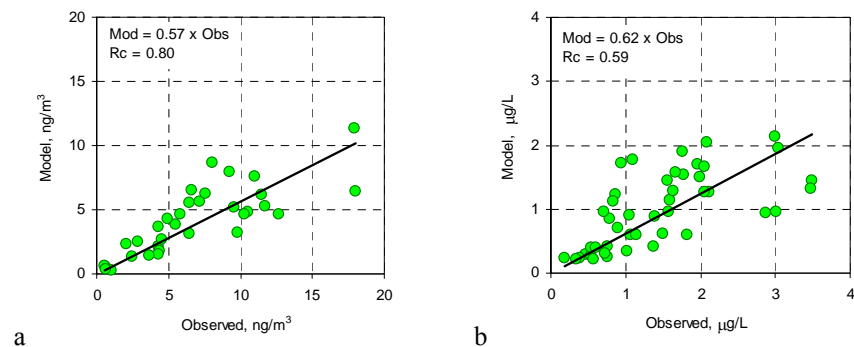 Mod = 0.57 x Obs
Rc = 0.80
20
15
10
5
0
0 5 10 15 20
Model, ng/m³
Observed, ng/m³
a
Mod = 0.62 x Obs
Rc = 0.59
4
3
2
1
0
0 1 2 3 4
Model, µg/L
Observed, µg/L
b